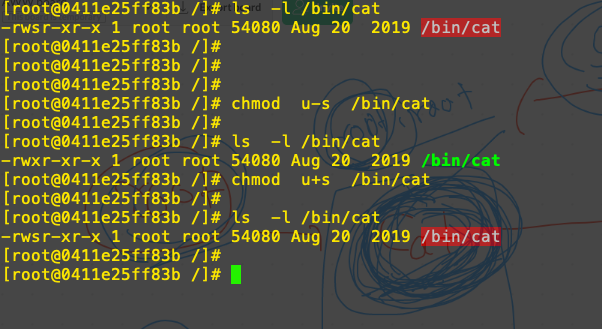 [root@0411e25ff83b /]# ls  -l /bin/cat
-rwsr-xr-x 1 root root 54080 Aug 20  2019 /bin/cat
[root@0411e25ff83b /]#
[root@0411e25ff83b /]#
[root@0411e25ff83b /]#
[root@0411e25ff83b /]# chmod  u-s  /bin/cat
[root@0411e25ff83b /]#
[root@0411e25ff83b /]# ls  -l /bin/cat
-rwxr-xr-x 1 root root 54080 Aug 20  2019 /bin/cat
[root@0411e25ff83b /]# chmod  u+s  /bin/cat
[root@0411e25ff83b /]#
[root@0411e25ff83b /]# ls  -l /bin/cat
-rwsr-xr-x 1 root root 54080 Aug 20  2019 /bin/cat
[root@0411e25ff83b /]#
[root@0411e25ff83b /]#